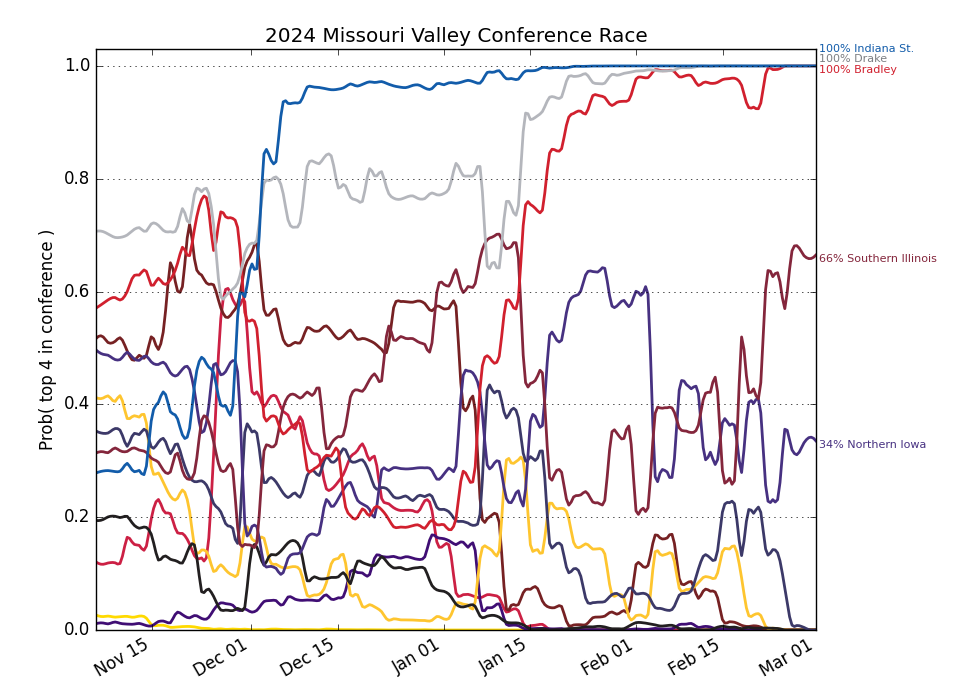 2024 Missouri Valley Conference Race
100% Indiana St.
100% Drake
100% Bradley
66% Southern Illinois
34% Northern Iowa
Prob( top 4 in conference )
1.0
0.8
0.6
0.4
0.2
0.0
Nov 15
Dec 01
Dec 15
Jan 01
Jan 15
Feb 01
Feb 15
Mar 01